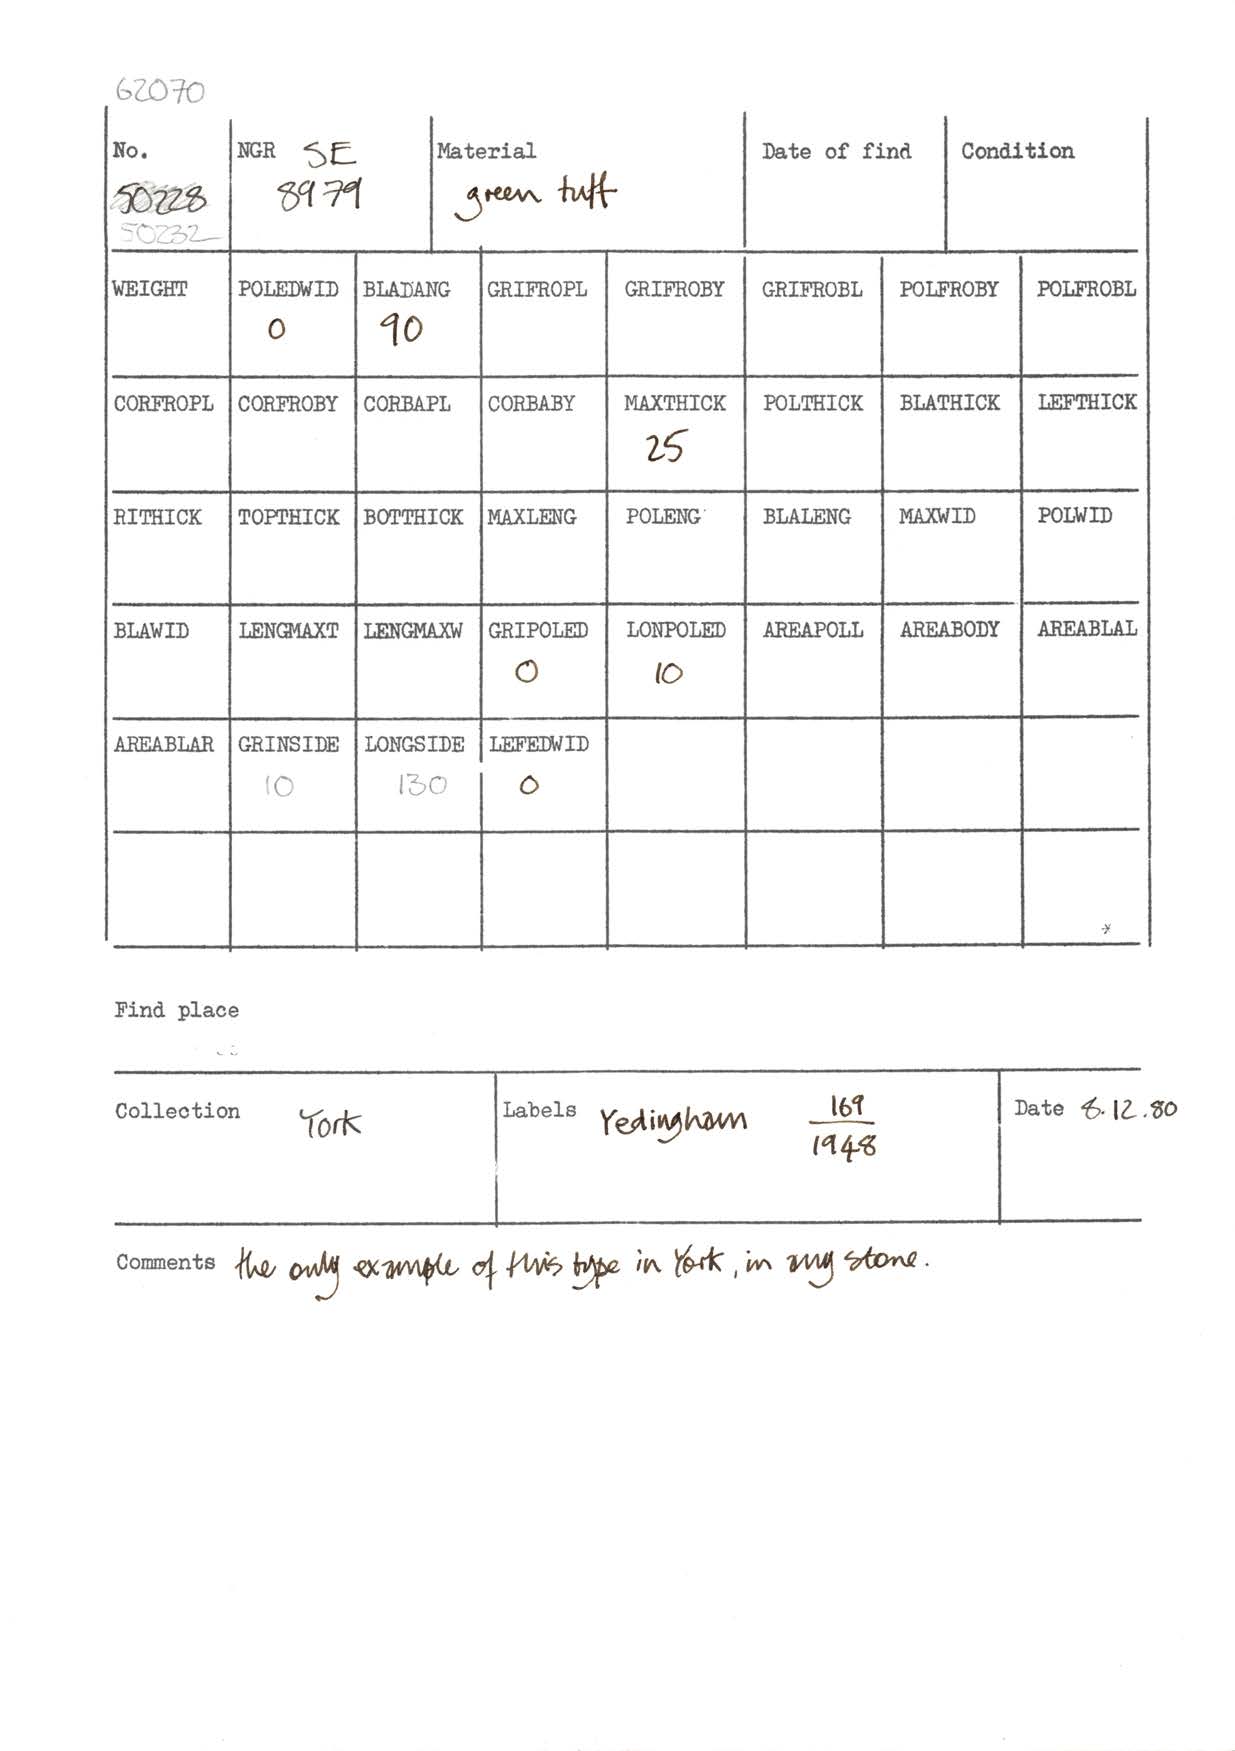 62070
No. NGR SE Material Date of find Condition
50228 8979 green tuff
50232
WEIGHT POLEDWID BLADANG GRIFROPL GRIFROBY GRIFROBL POLFROBY POLFROBL
0 90
CORFROPL CORFROBY CORBAPL CORBABY MAXTHICK POLTHICK BLATHICK LEFTHICK
25
RITHICK TOPTHICK BOTTHICK MAXLENG POLENG BLALENG MAXWID POLWID
BLAWID LENGMAXT LENGMAXW GRIPOLED LONPOLED AREAPOLL AREABODY AREABLAL
0 10
AREABLAR GRINSIDE LONGSIDE LEFEDWID
10 130 0
Find place
Collection York Labels Yedingham 169 Date 8.12.80
1948
Comments the only example of this type in York, in any stone.